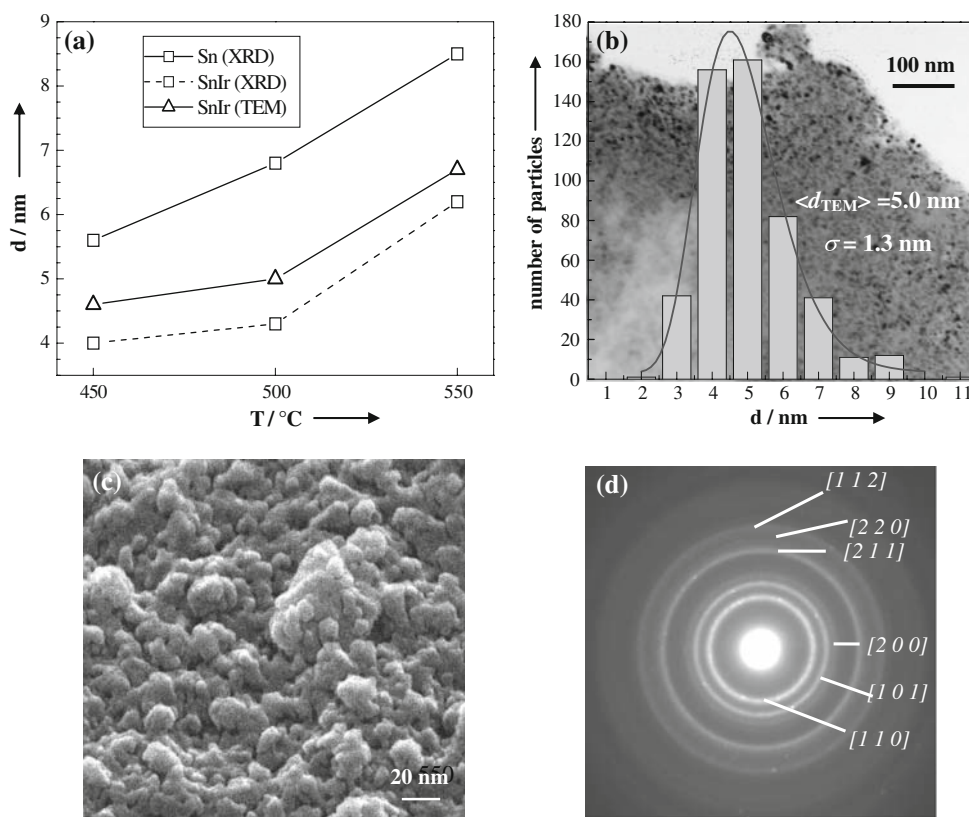 (a)
Sn (XRD)
SnIr (XRD)
SnIr (TEM)
9
8
7
6
5
4
d / nm
450
500
550
T / °C
(b)
100 nm
<d_TEM> =5.0 nm
σ = 1.3 nm
180
160
140
120
100
80
60
40
20
0
number of particles
1 2 3 4 5 6 7 8 9 10 11
d / nm
(c)
550
20 nm
(d)
[1 1 2]
[2 2 0]
[2 1 1]
[2 0 0]
[1 0 1]
[1 1 0]